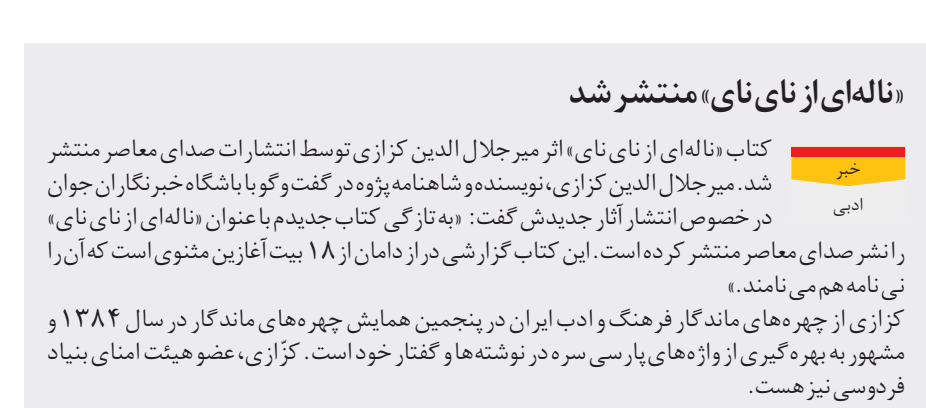 «ناله‌ای از نای نای» منتشر شد
خبر
ادبی
کتاب «ناله‌ای از نای نای» اثر میر جلال الدین کزازی توسط انتشارات صدای معاصر منتشر
شد. میر جلال الدین کزازی، نویسنده و شاهنامه پژوه در گفت‌و گو با باشگاه خبرنگاران جوان
در خصوص انتشار آثار جدیدش گفت: «به تازگی کتاب جدیدم با عنوان «ناله‌ای از نای نای»
را نشر صدای معاصر منتشر کرده است. این کتاب گزارشی دراز دامان از ۱۸ بیت آغازین مثنوی است که آن را
نی نامه هم می نامند.»
کزازی از چهره‌های ماندگار فرهنگ و ادب ایران در پنجمین همایش چهره‌های ماندگار در سال ۱۳۸۴ و
مشهور به بهره گیری از واژه‌های پارسی سره در نوشته‌ها و گفتار خود است. کزّازی، عضو هیئت امنای بنیاد
فردوسی نیز هست.